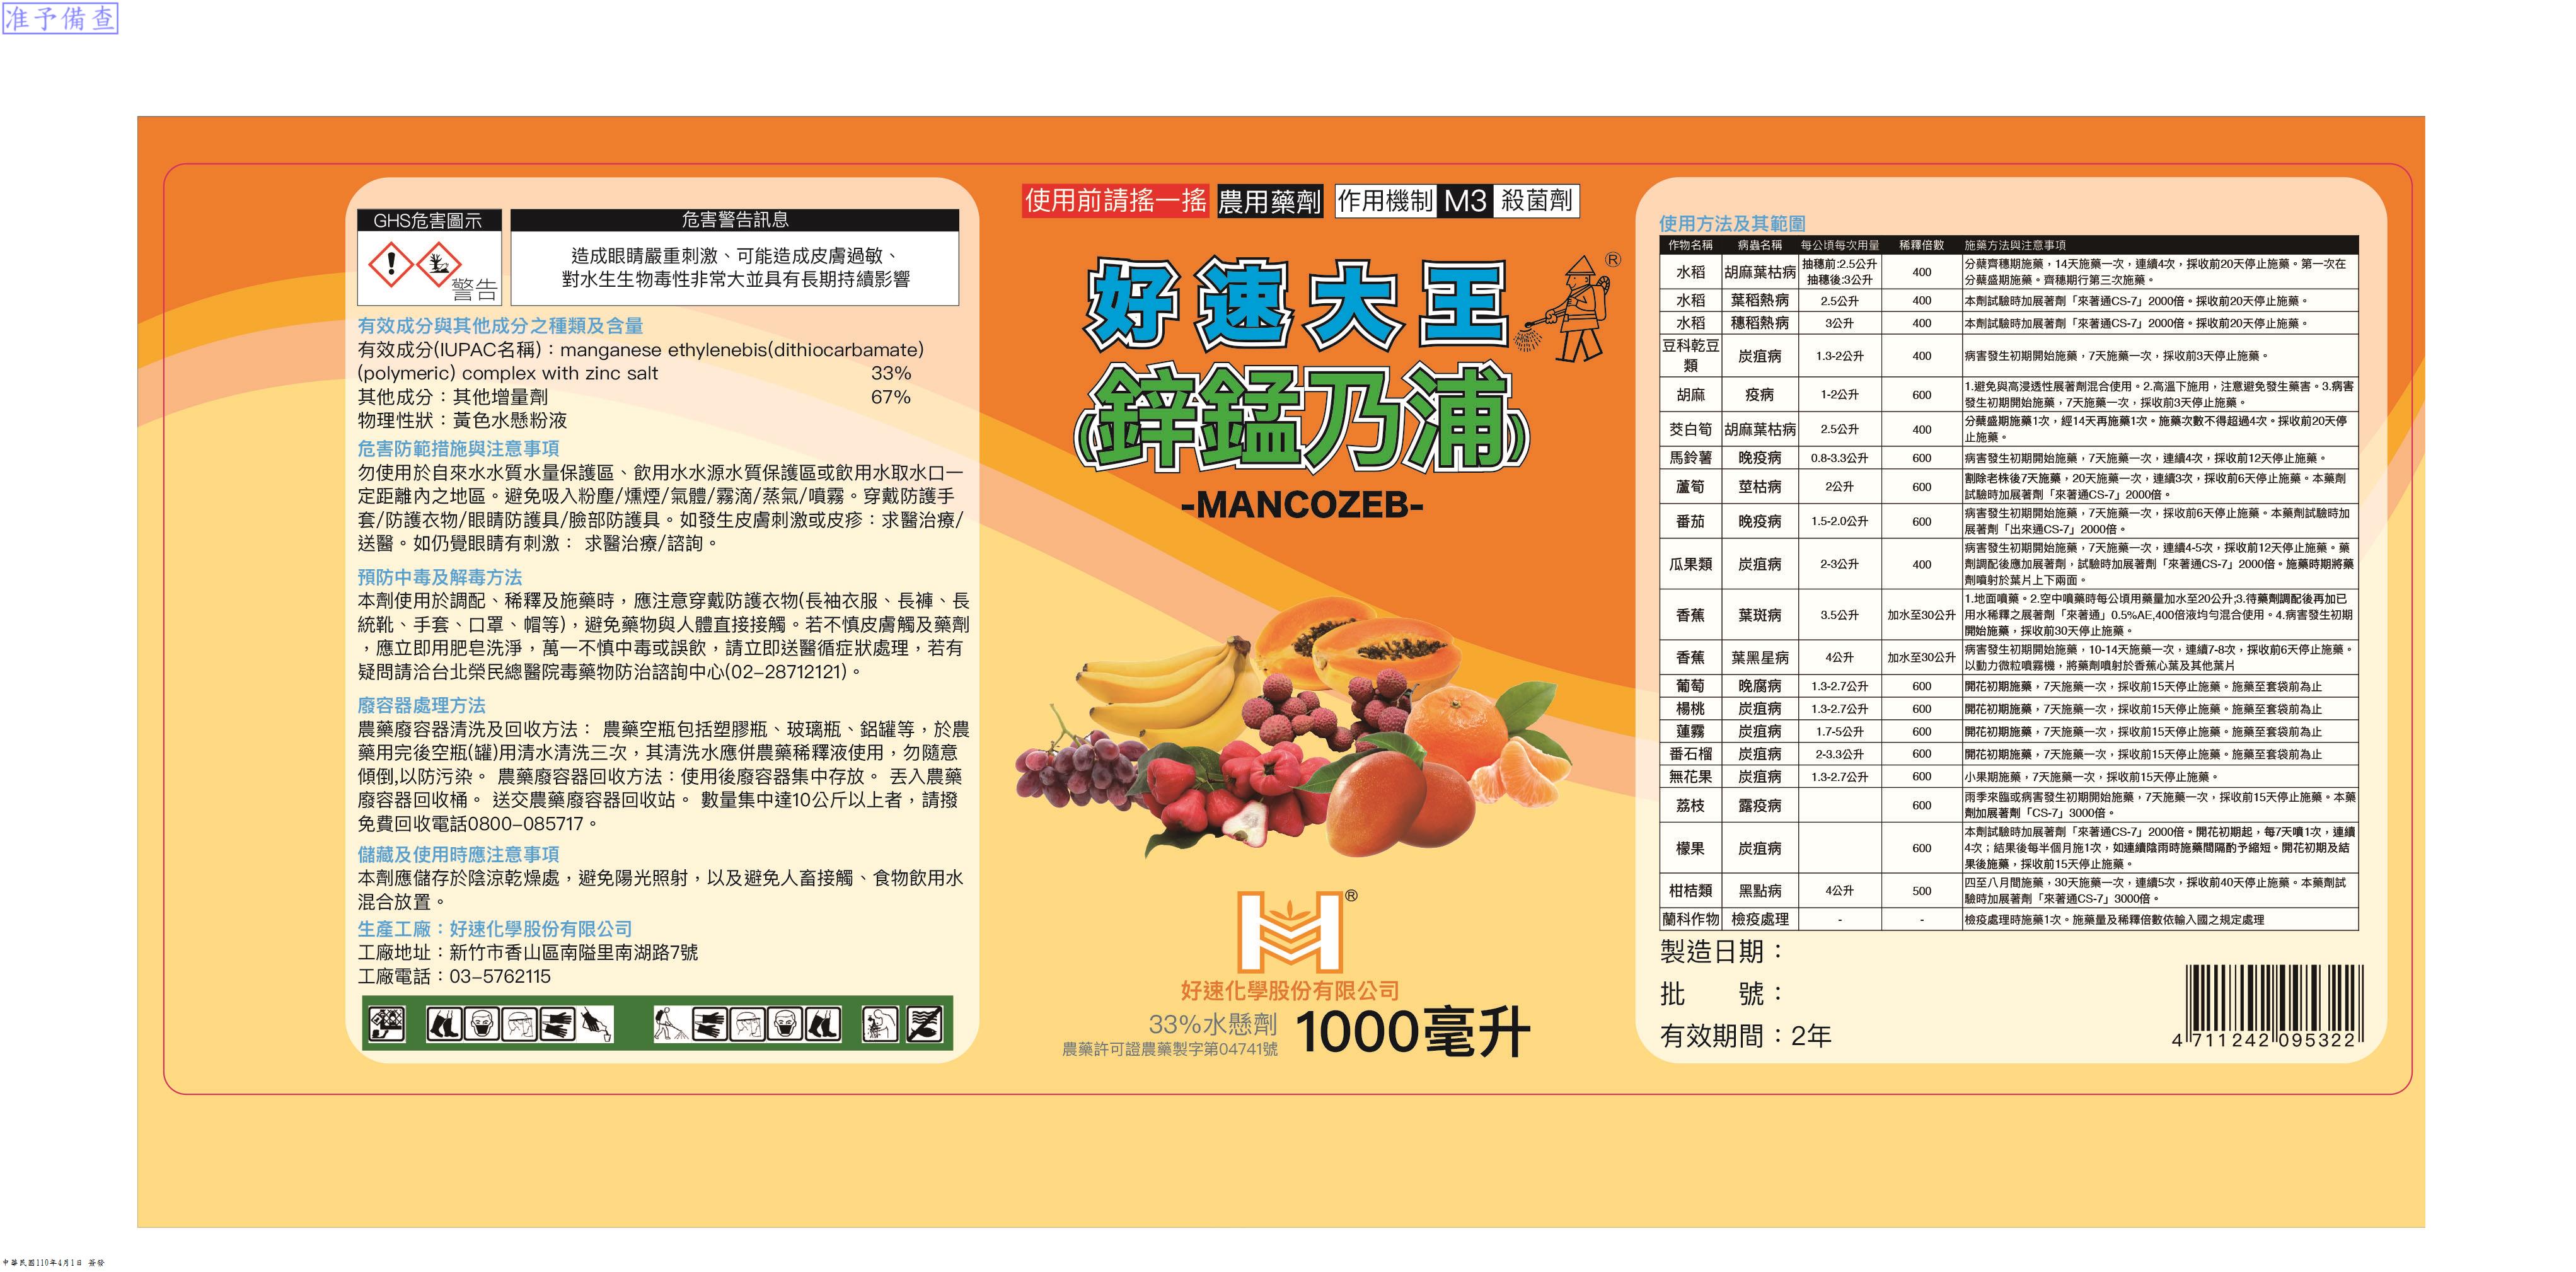 准予備查
GHS危害圖示
警告
危害警告訊息
造成眼睛嚴重刺激、可能造成皮膚過敏、
對水生生物毒性非常大並具有長期持續影響
有效成分與其他成分之種類及含量
有效成分(IUPAC名稱)：manganese ethylenebis(dithiocarbamate)
(polymeric) complex with zinc salt 33%
其他成分：其他增量劑 67%
物理性狀：黃色水懸粉液
危害防範措施與注意事項
勿使用於自來水水質水量保護區、飲用水水源水質保護區或飲用水取水口一
定距離內之地區。避免吸入粉塵/燻煙/氣體/霧滴/蒸氣/噴霧。穿戴防護手
套/防護衣物/眼睛防護具/臉部防護具。如發生皮膚刺激或皮疹：求醫治療/
送醫。如仍覺眼睛有刺激： 求醫治療/諮詢。
預防中毒及解毒方法
本劑使用於調配、稀釋及施藥時，應注意穿戴防護衣物(長袖衣服、長褲、長
統靴、手套、口罩、帽等)，避免藥物與人體直接接觸。若不慎皮膚觸及藥劑
，應立即用肥皂洗淨，萬一不慎中毒或誤飲，請立即送醫循症狀處理，若有
疑問請洽台北榮民總醫院毒藥物防治諮詢中心(02-28712121)。
廢容器處理方法
農藥廢容器清洗及回收方法： 農藥空瓶包括塑膠瓶、玻璃瓶、鋁罐等，於農
藥用完後空瓶(罐)用清水清洗三次，其清洗水應併農藥稀釋液使用，勿隨意
傾倒,以防污染。 農藥廢容器回收方法：使用後廢容器集中存放。 丟入農藥
廢容器回收桶。 送交農藥廢容器回收站。 數量集中達10公斤以上者，請撥
免費回收電話0800-085717。
儲藏及使用時應注意事項
本劑應儲存於陰涼乾燥處，避免陽光照射，以及避免人畜接觸、食物飲用水
混合放置。
生產工廠：好速化學股份有限公司
工廠地址：新竹市香山區南隘里南湖路7號
工廠電話：03-5762115
使用前請搖一搖 農用藥劑 作用機制 M3 殺菌劑
好速大王
®
(鋅錳乃浦)
-MANCOZEB-
®
好速化學股份有限公司
33%水懸劑
農藥許可證農藥製字第04741號
1000毫升
使用方法及其範圍
作物名稱 病蟲名稱 每公頃每次用量 稀釋倍數 施藥方法與注意事項
水稻 胡麻葉枯病 抽穗前:2.5公升 抽穗後:3公升 400 分蘗齊穗期施藥，14天施藥一次，連續4次，採收前20天停止施藥。第一次在
分蘗盛期施藥。齊穗期行第三次施藥。
水稻 葉稻熱病 2.5公升 400 本劑試驗時加展著劑「來著通CS-7」2000倍。採收前20天停止施藥。
水稻 穗稻熱病 3公升 400 本劑試驗時加展著劑「來著通CS-7」2000倍。採收前20天停止施藥。
豆科乾豆類 炭疽病 1.3-2公升 400 病害發生初期開始施藥，7天施藥一次，採收前3天停止施藥。
胡麻 疫病 1-2公升 600 1.避免與高浸透性展著劑混合使用。2.高溫下施用，注意避免發生藥害。3.病害
發生初期開始施藥，7天施藥一次，採收前3天停止施藥。
茭白筍 胡麻葉枯病 2.5公升 400 分蘗盛期施藥1次，經14天再施藥1次。施藥次數不得超過4次。採收前20天停
止施藥。
馬鈴薯 晚疫病 0.8-3.3公升 600 病害發生初期開始施藥，7天施藥一次，連續4次，採收前12天停止施藥。
蘆筍 莖枯病 2公升 600 割除老株後7天施藥，20天施藥一次，連續3次，採收前6天停止施藥。本藥劑
試驗時加展著劑「來著通CS-7」2000倍。
番茄 晚疫病 1.5-2.0公升 600 病害發生初期開始施藥，7天施藥一次，採收前6天停止施藥。本藥劑試驗時加
展著劑「出來通CS-7」2000倍。
瓜果類 炭疽病 2-3公升 400 病害發生初期開始施藥，7天施藥一次，連續4-5次，採收前12天停止施藥。藥
劑調配後應加展著劑，試驗時加展著劑「來著通CS-7」2000倍。施藥時期將藥
劑噴射於葉片上下兩面。
香蕉 葉斑病 3.5公升 加水至30公升 1.地面噴藥。2.空中噴藥時每公頃用藥量加水至20公升;3.待藥劑調配後再加已
用水稀釋之展著劑「來著通」0.5%AE,400倍液均勻混合使用。4.病害發生初期
開始施藥，採收前30天停止施藥。
香蕉 葉黑星病 4公升 加水至30公升 病害發生初期開始施藥，10-14天施藥一次，連續7-8次，採收前6天停止施藥。
以動力微粒噴霧機，將藥劑噴射於香蕉心葉及其他葉片
葡萄 晚腐病 1.3-2.7公升 600 開花初期施藥，7天施藥一次，採收前15天停止施藥。施藥至套袋前為止
楊桃 炭疽病 1.3-2.7公升 600 開花初期施藥，7天施藥一次，採收前15天停止施藥。施藥至套袋前為止
蓮霧 炭疽病 1.7-5公升 600 開花初期施藥，7天施藥一次，採收前15天停止施藥。施藥至套袋前為止
番石榴 炭疽病 2-3.3公升 600 開花初期施藥，7天施藥一次，採收前15天停止施藥。施藥至套袋前為止
無花果 炭疽病 1.3-2.7公升 600 小果期施藥，7天施藥一次，採收前15天停止施藥。
荔枝 露疫病 600 雨季來臨或病害發生初期開始施藥，7天施藥一次，採收前15天停止施藥。本藥
劑加展著劑「CS-7」3000倍。
檬果 炭疽病 600 本劑試驗時加展著劑「來著通CS-7」2000倍。開花初期起，每7天噴1次，連續
4次；結果後每半個月施1次，如連續陰雨時施藥間隔酌予縮短。開花初期及結
果後施藥，採收前15天停止施藥。
柑桔類 黑點病 4公升 500 四至八月間施藥，30天施藥一次，連續5次，採收前40天停止施藥。本藥劑試
驗時加展著劑「來著通CS-7」3000倍。
蘭科作物 檢疫處理 - - 檢疫處理時施藥1次。施藥量及稀釋倍數依輸入國之規定處理
製造日期：
批 號：
有效期間：2年
4 711242 095322
中華民國110年4月1日 簽發